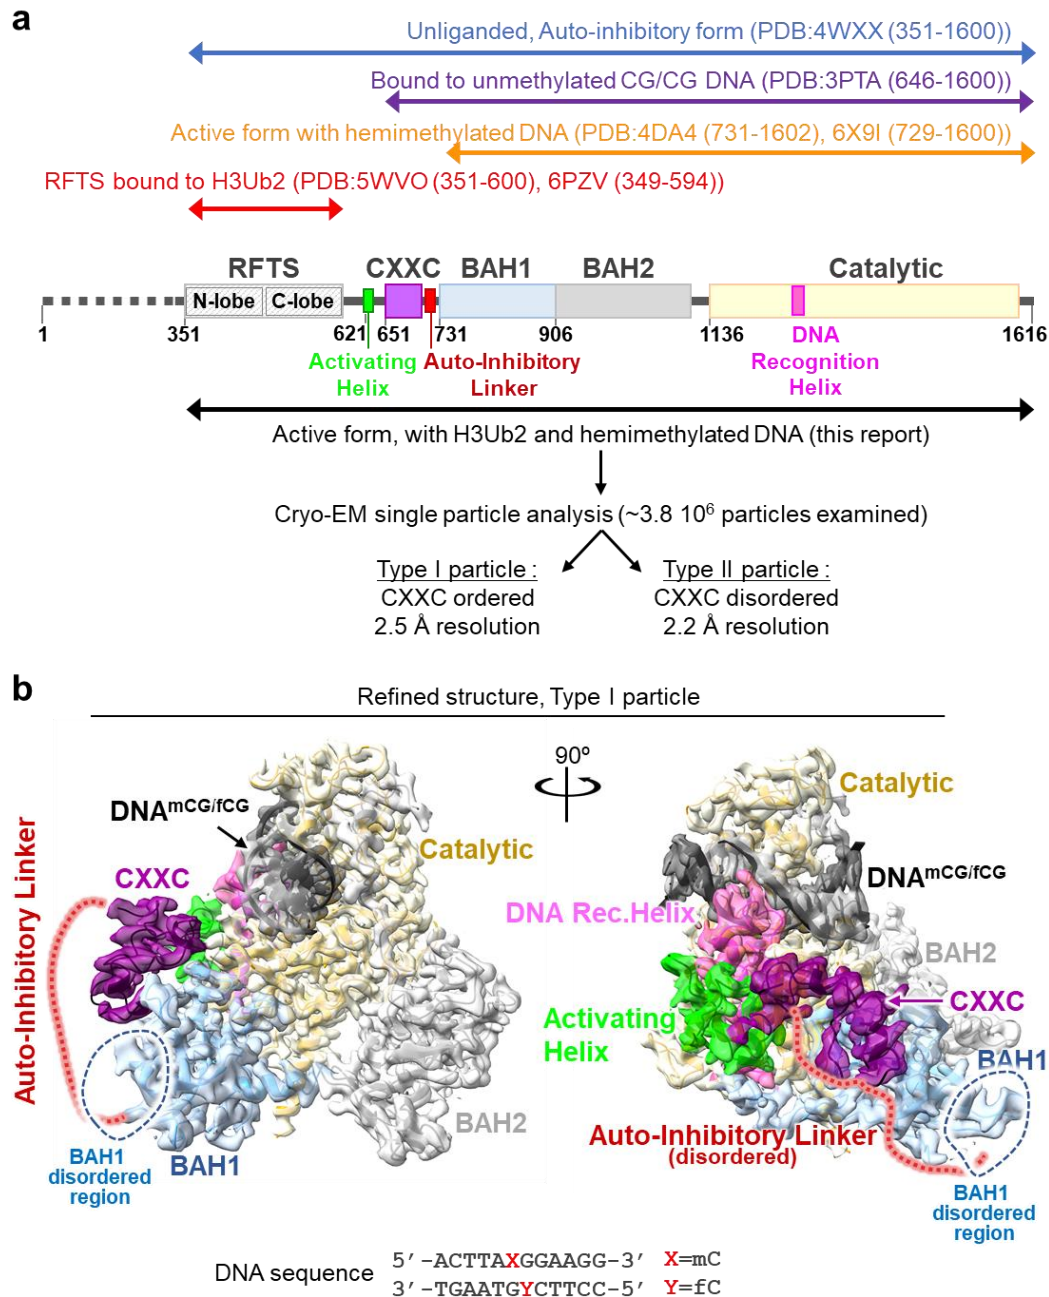 a
Unliganded, Auto-inhibitory form (PDB:4WXX (351-1600))
Bound to unmethylated CG/CG DNA (PDB:3PTA (646-1600))
Active form with hemimethylated DNA (PDB:4DA4 (731-1602), 6X9I (729-1600))
RFTS bound to H3Ub2 (PDB:5WVO (351-600), 6PZV (349-594))
RFTS CXXC BAH1 BAH2 Catalytic
N-lobe C-lobe
1 351 621 651 731 906 1136 1616
Activating Helix
Auto-Inhibitory Linker
DNA Recognition Helix
Active form, with H3Ub2 and hemimethylated DNA (this report)
Cryo-EM single particle analysis (~3.8 10⁶ particles examined)
Type I particle :
CXXC ordered
2.5 Å resolution
Type II particle :
CXXC disordered
2.2 Å resolution
b
Refined structure, Type I particle
90º
DNAmCG/fCG
Catalytic
CXXC
Auto-Inhibitory Linker
BAH1
disordered
region
BAH1
BAH2
Catalytic
DNAmCG/fCG
DNA Rec.Helix
BAH2
CXXC
Activating
Helix
BAH1
Auto-Inhibitory Linker
(disordered)
BAH1
disordered
region
DNA sequence
5′-ACTTAXGGAAGG-3′ X=mC
3′-TGAATGYCTTCC-5′ Y=fC